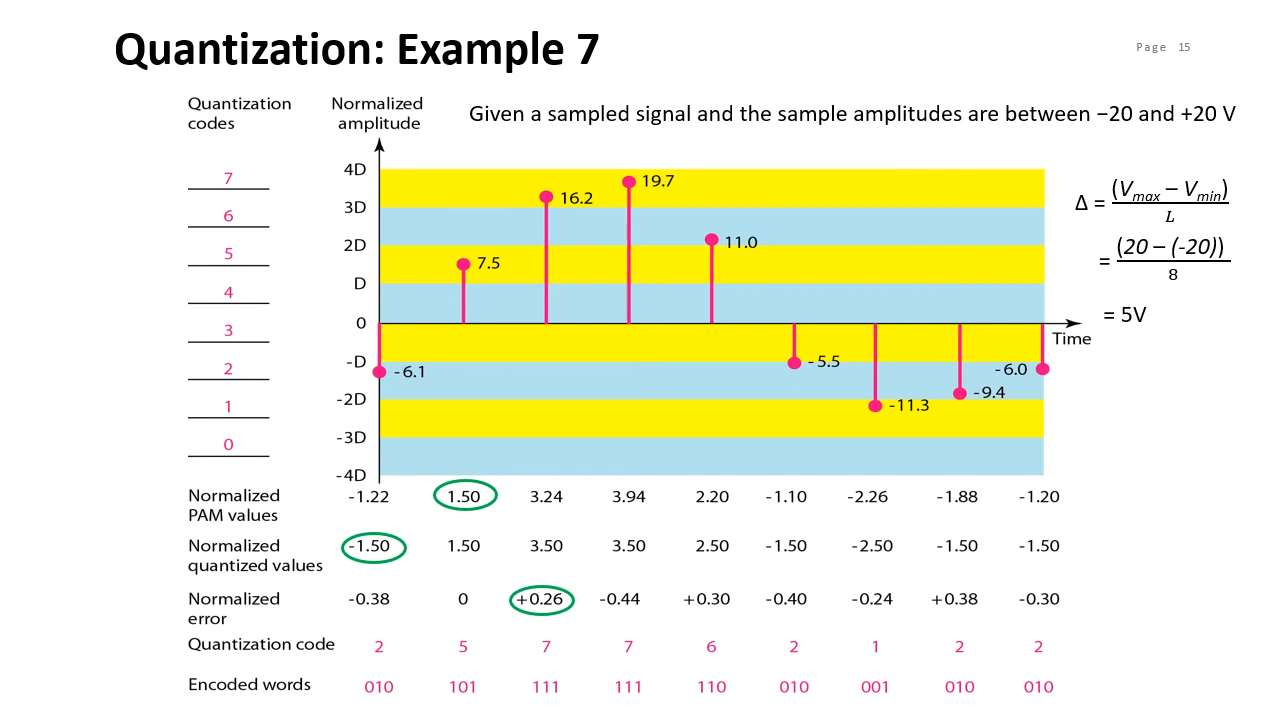 Quantization: Example 7
Page 15
Quantization codes
Normalized amplitude
Given a sampled signal and the sample amplitudes are between −20 and +20 V
7
6
5
4
3
2
1
0
4D
3D
2D
D
0
-D
-2D
-3D
-4D
-6.1
7.5
16.2
19.7
11.0
-5.5
-11.3
-9.4
-6.0
Time
Δ = (Vmax – Vmin) / L
= (20 – (-20)) / 8
= 5V
Normalized PAM values -1.22 1.50 3.24 3.94 2.20 -1.10 -2.26 -1.88 -1.20
Normalized quantized values -1.50 1.50 3.50 3.50 2.50 -1.50 -2.50 -1.50 -1.50
Normalized error -0.38 0 +0.26 -0.44 +0.30 -0.40 -0.24 +0.38 -0.30
Quantization code 2 5 7 7 6 2 1 2 2
Encoded words 010 101 111 111 110 010 001 010 010